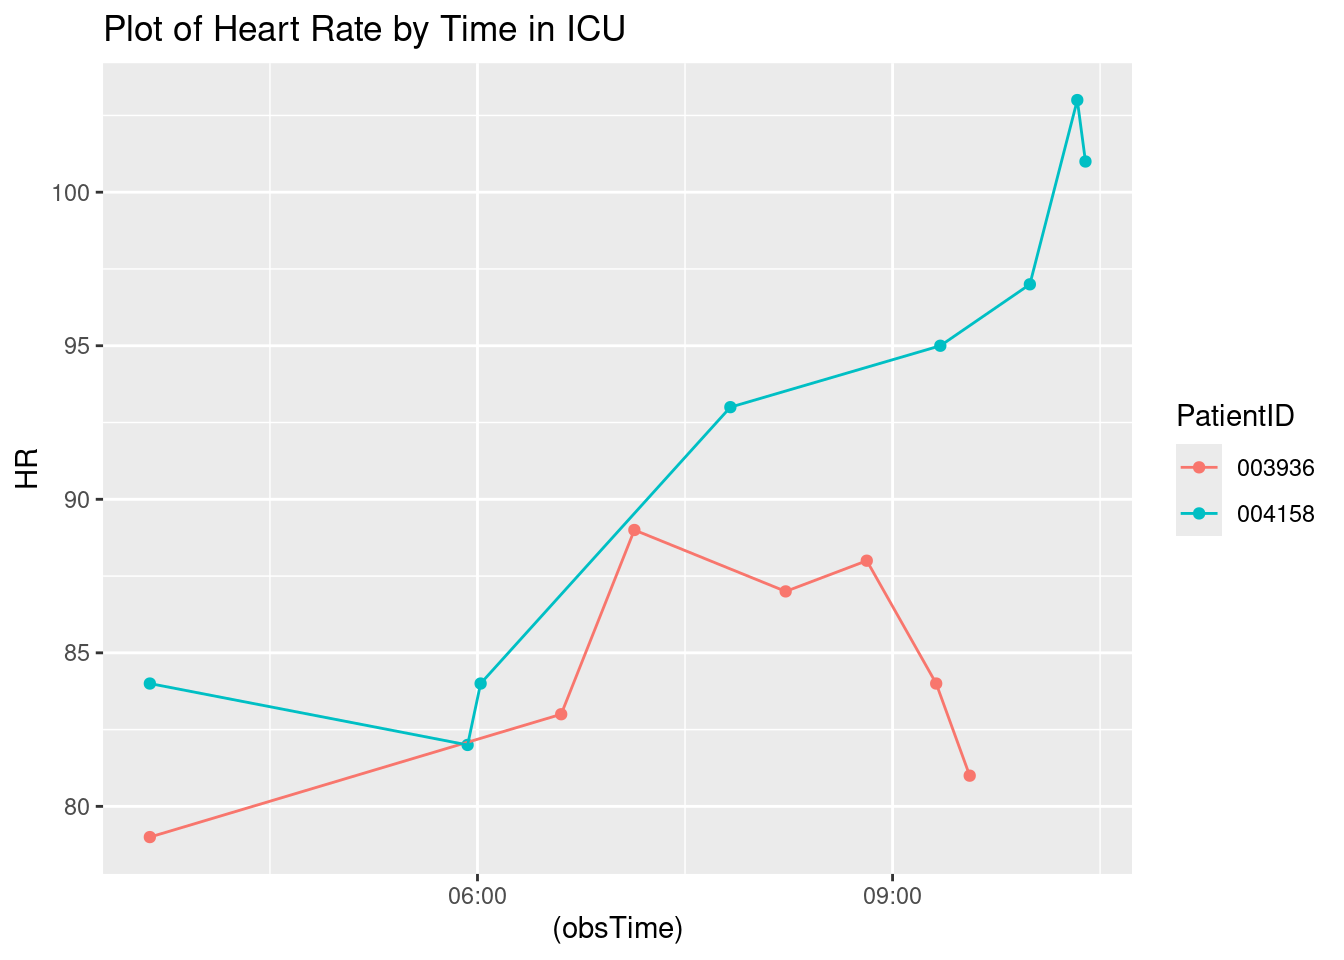 Plot of Heart Rate by Time in ICU
HR
100
95
90
85
80
06:00
09:00
(obsTime)
PatientID
003936
004158